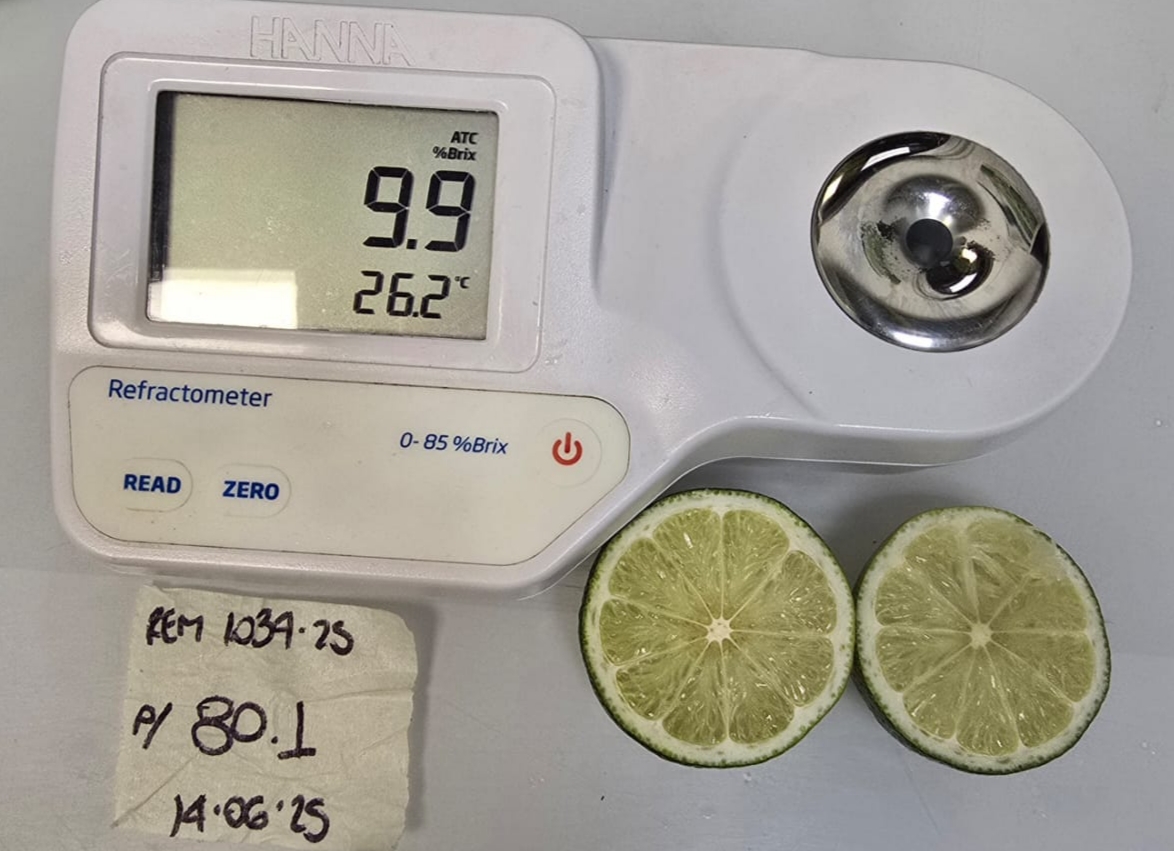 HANNA
ATC
%Brix
9.9
26.2°C
Refractometer
0-85 %Brix
READ ZERO
REM 1034.25
P/ 80.1
14.06.25